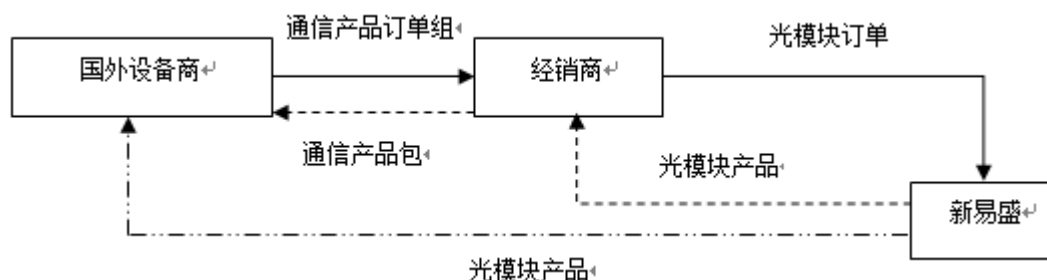 通信产品订单组
光模块订单
国外设备商
经销商
通信产品包
光模块产品
新易盛
光模块产品